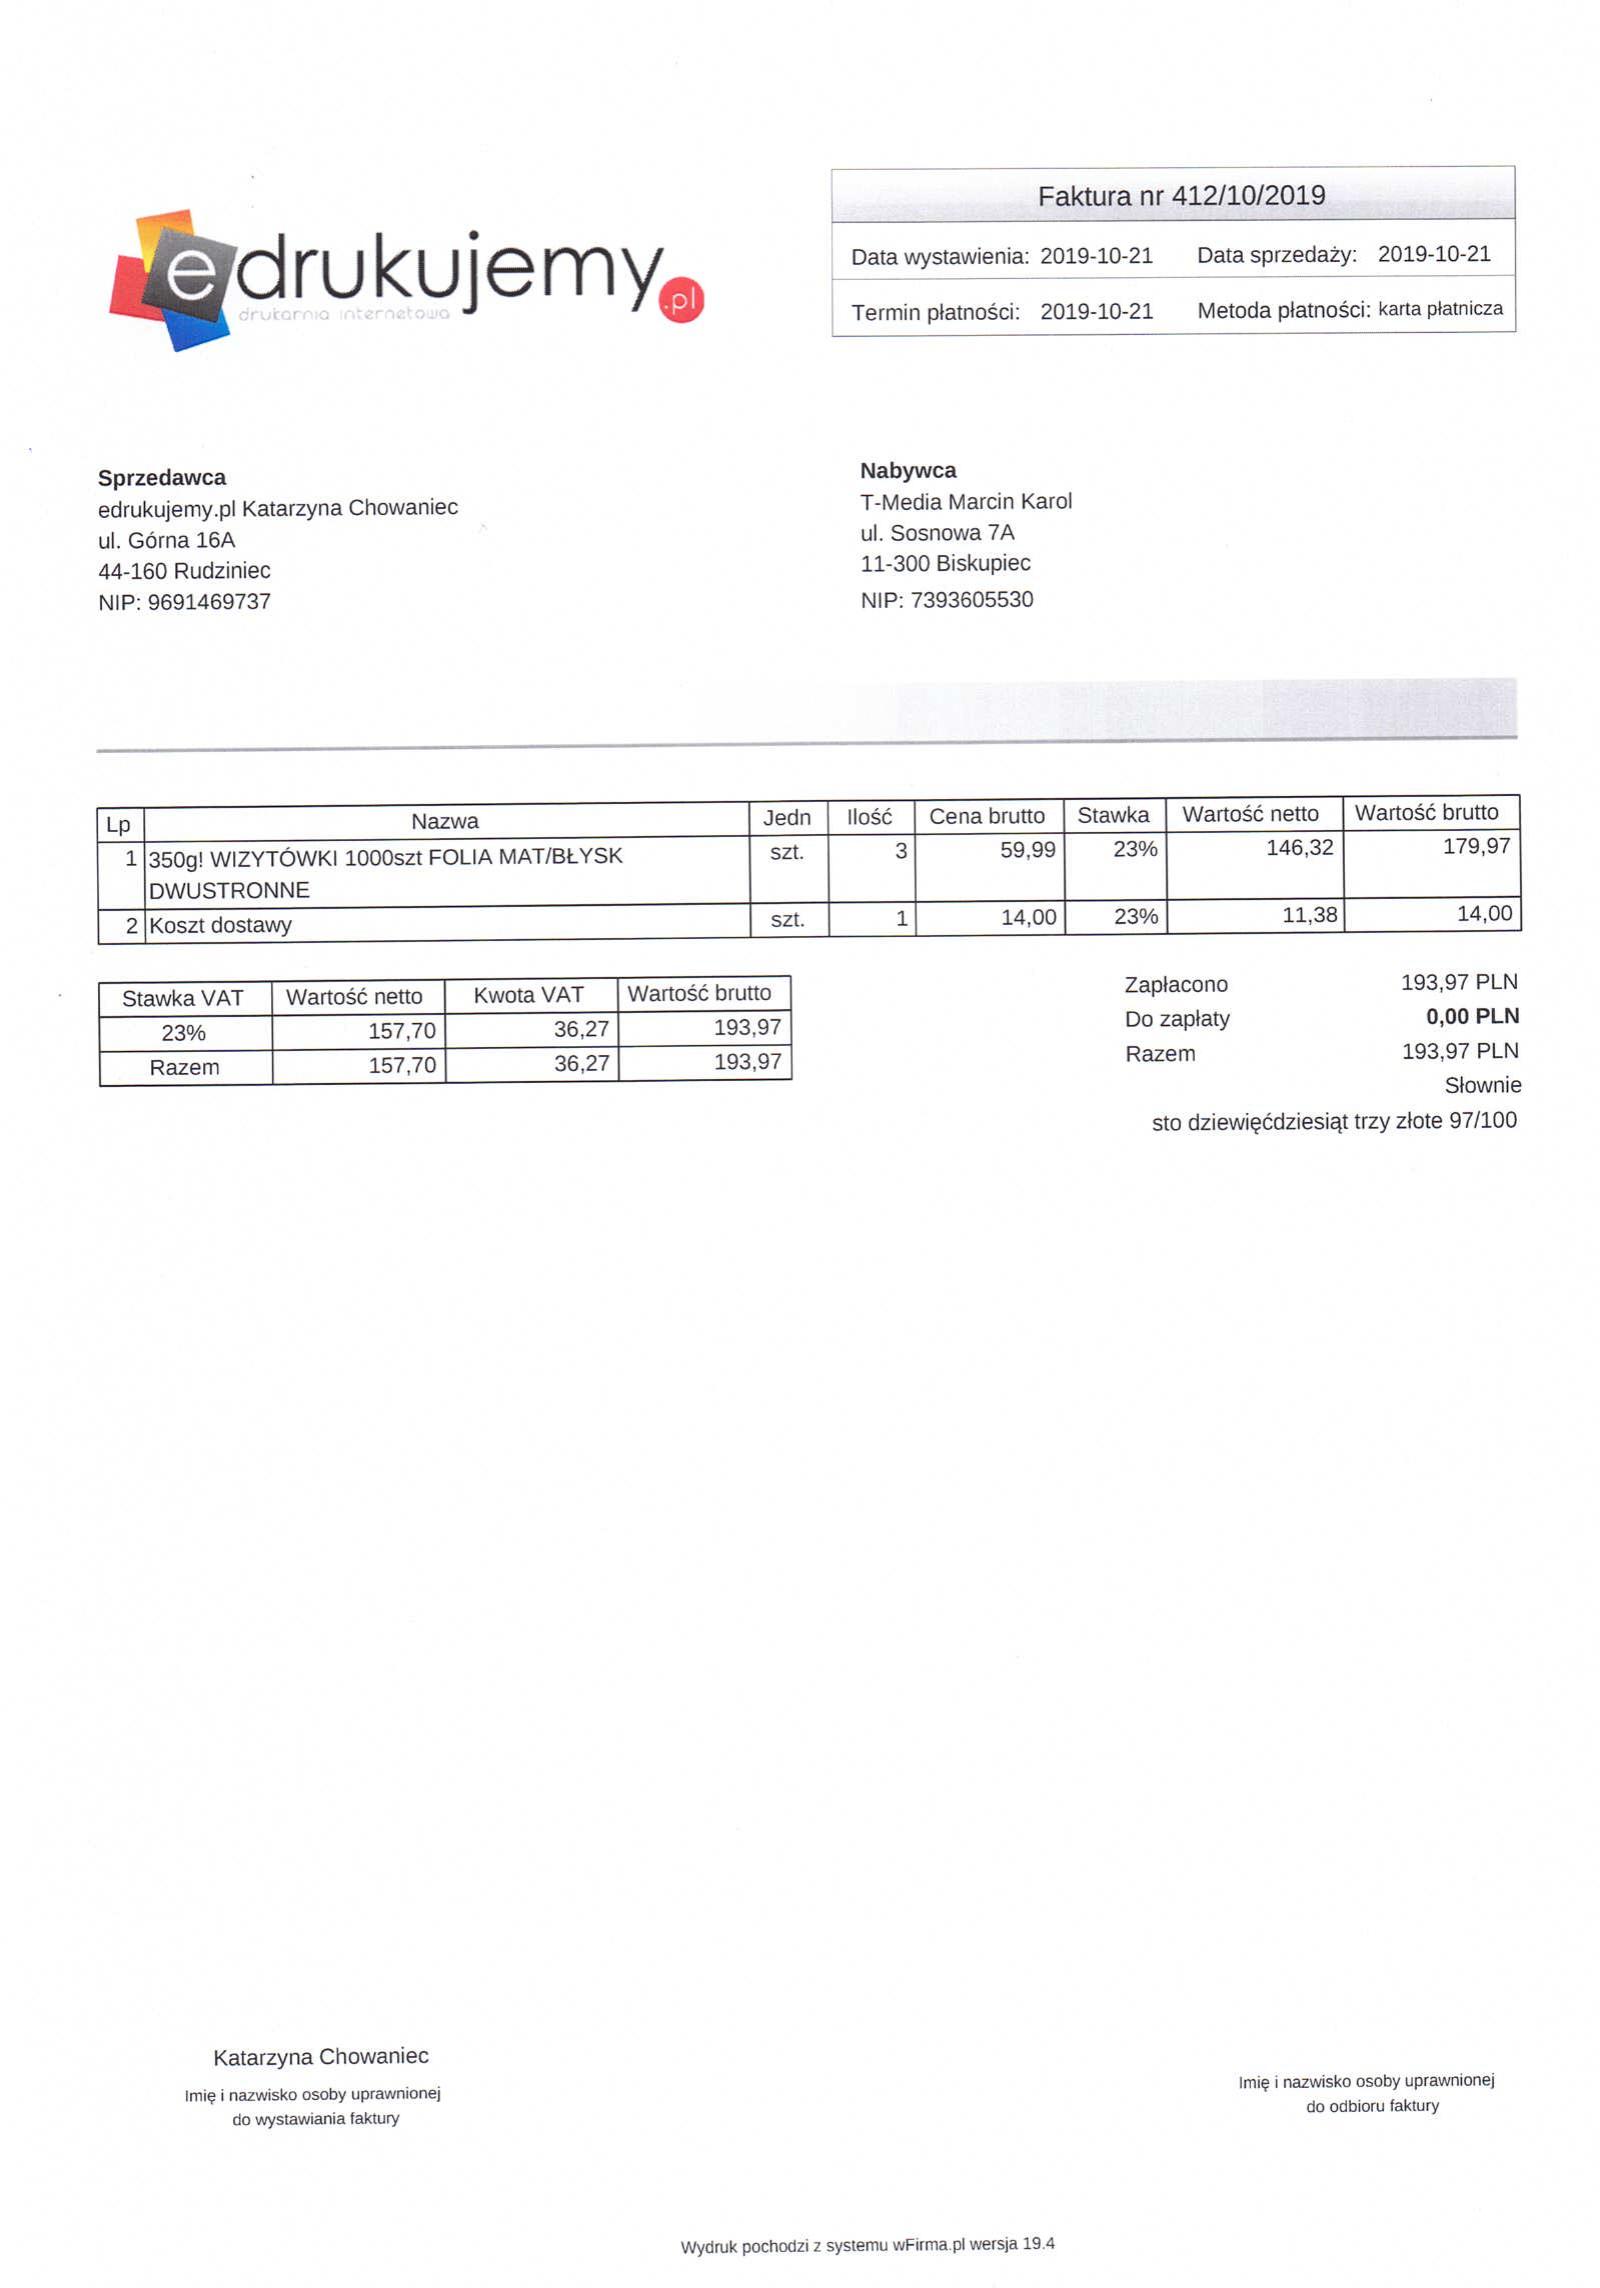 edrukujemy.pl
drukarnia internetowa
Faktura nr 412/10/2019
Data wystawienia: 2019-10-21 Data sprzedaży: 2019-10-21
Termin płatności: 2019-10-21 Metoda płatności: karta płatnicza
Sprzedawca
edrukujemy.pl Katarzyna Chowaniec
ul. Górna 16A
44-160 Rudziniec
NIP: 9691469737
Nabywca
T-Media Marcin Karol
ul. Sosnowa 7A
11-300 Biskupiec
NIP: 7393605530
Lp Nazwa Jedn Ilość Cena brutto Stawka Wartość netto Wartość brutto
1 350g! WIZYTÓWKI 1000szt FOLIA MAT/BŁYSK szt. 3 59,99 23% 146,32 179,97
DWUSTRONNE
2 Koszt dostawy szt. 1 14,00 23% 11,38 14,00
Stawka VAT Wartość netto Kwota VAT Wartość brutto
23% 157,70 36,27 193,97
Razem 157,70 36,27 193,97
Zapłacono 193,97 PLN
Do zapłaty 0,00 PLN
Razem 193,97 PLN
Słownie
sto dziewięćdziesiąt trzy złote 97/100
Katarzyna Chowaniec
Imię i nazwisko osoby uprawnionej
do wystawiania faktury
Imię i nazwisko osoby uprawnionej
do odbioru faktury
Wydruk pochodzi z systemu wFirma.pl wersja 19.4